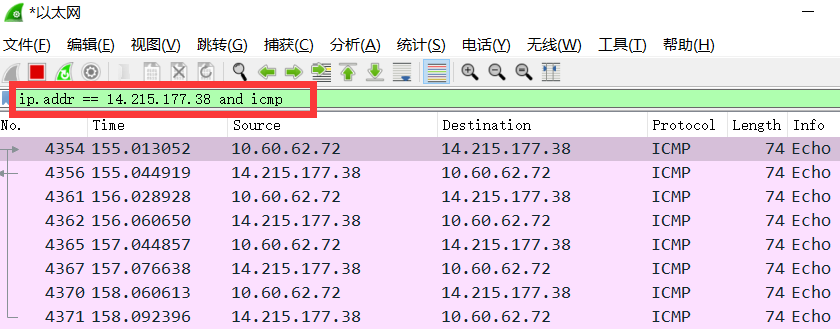 *以太网
文件(F) 编辑(E) 视图(V) 跳转(G) 捕获(C) 分析(A) 统计(S) 电话(Y) 无线(W) 工具(T) 帮助(H)
ip.addr == 14.215.177.38 and icmp
No. Time Source Destination Protocol Length Info
4354 155.013052 10.60.62.72 14.215.177.38 ICMP 74 Echo
4356 155.044919 14.215.177.38 10.60.62.72 ICMP 74 Echo
4361 156.028928 10.60.62.72 14.215.177.38 ICMP 74 Echo
4362 156.060650 14.215.177.38 10.60.62.72 ICMP 74 Echo
4365 157.044857 10.60.62.72 14.215.177.38 ICMP 74 Echo
4367 157.076638 14.215.177.38 10.60.62.72 ICMP 74 Echo
4370 158.060613 10.60.62.72 14.215.177.38 ICMP 74 Echo
4371 158.092396 14.215.177.38 10.60.62.72 ICMP 74 Echo